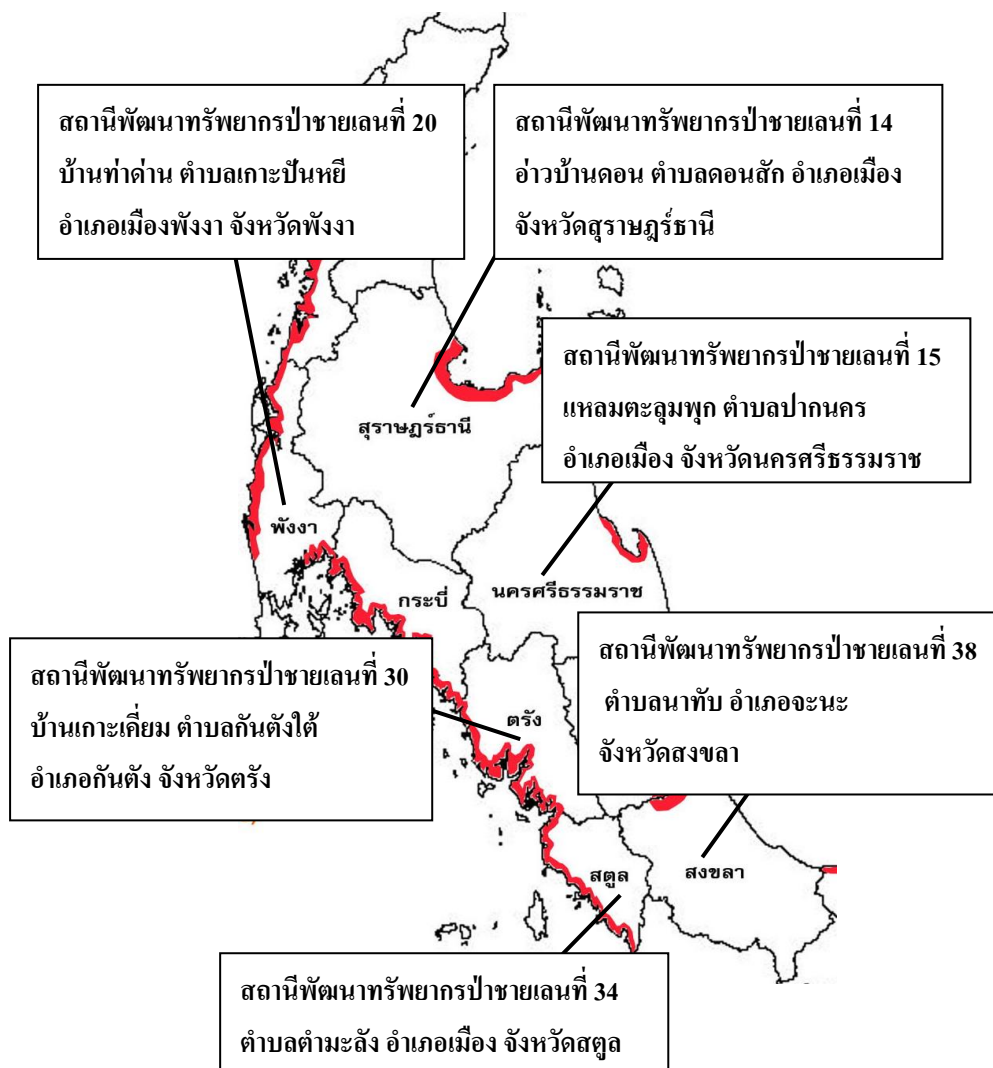 สถานีพัฒนาทรัพยากรป่าชายเลนที่ 20
บ้านท่าด่าน ตำบลเกาะปันหยี
อำเภอเมืองพังงา จังหวัดพังงา
สถานีพัฒนาทรัพยากรป่าชายเลนที่ 14
อ่าวบ้านดอน ตำบลดอนสัก อำเภอเมือง
จังหวัดสุราษฎร์ธานี
สถานีพัฒนาทรัพยากรป่าชายเลนที่ 15
แหลมตะลุมพุก ตำบลปากนคร
อำเภอเมือง จังหวัดนครศรีธรรมราช
สุราษฎร์ธานี
พังงา
กระบี่
นครศรีธรรมราช
สถานีพัฒนาทรัพยากรป่าชายเลนที่ 30
บ้านเกาะเคี่ยม ตำบลกันตังใต้
อำเภอกันตัง จังหวัดตรัง
ตรัง
สถานีพัฒนาทรัพยากรป่าชายเลนที่ 38
ตำบลนาทับ อำเภอจะนะ
จังหวัดสงขลา
สตูล
สงขลา
สถานีพัฒนาทรัพยากรป่าชายเลนที่ 34
ตำบลตำมะลัง อำเภอเมือง จังหวัดสตูล